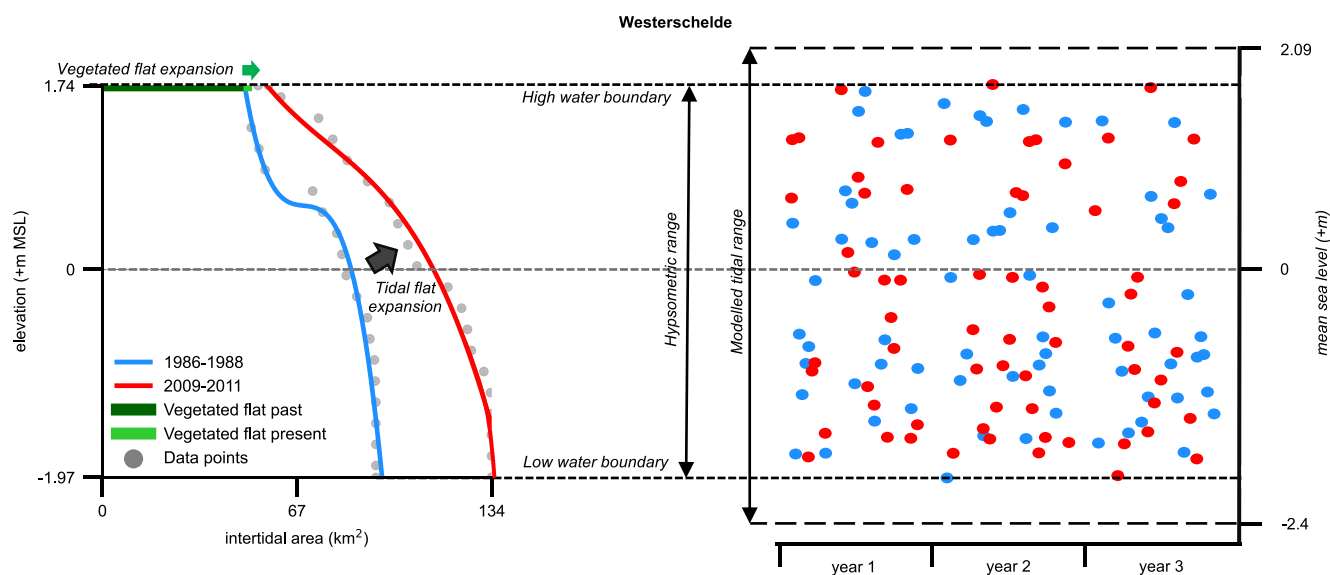 Westerschelde
Vegetated flat expansion
1.74
High water boundary
2.09
elevation (+m MSL)
0
Tidal flat
expansion
Hypsometric range
Modelled tidal range
0
mean sea level (+m)
1986-1988
2009-2011
Vegetated flat past
Vegetated flat present
Data points
Low water boundary
-1.97
-2.4
0
67
134
intertidal area (km²)
year 1
year 2
year 3